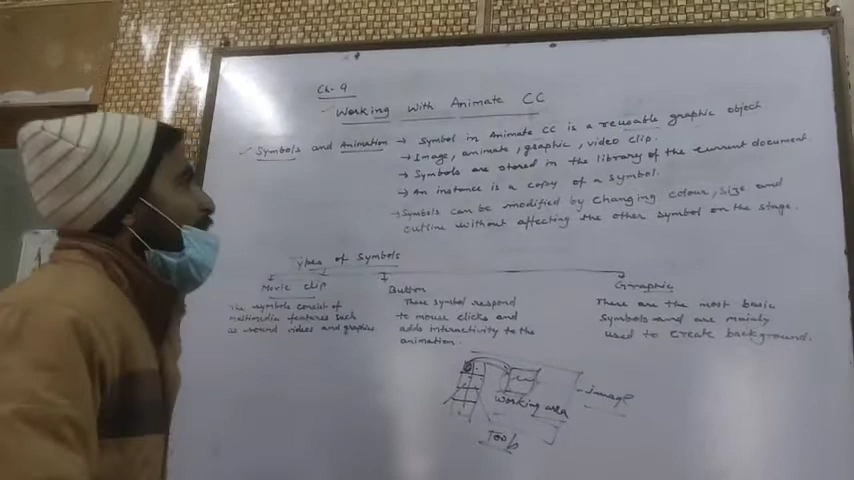 Ch. 9
Working With Animate CC
Symbols and Animation → Symbol in Animate CC is a reusable graphic object
→ Image, animate, graphic, video clip.
→ Symbols are stored in the library of the current document
→ An instance is a copy of a symbol.
→ Symbols can be modified by changing colour, size and
outline without affecting the other symbol on the stage.
Types of Symbols
Movie clip
The symbols consist of
multimedia features such
as sound videos and graphics
Button
These symbol respond
to mouse clicks and
adds interactivity to the
animation.
Graphic
These are the most basic
symbols and are mainly
used to create background.
image
working area
Tools